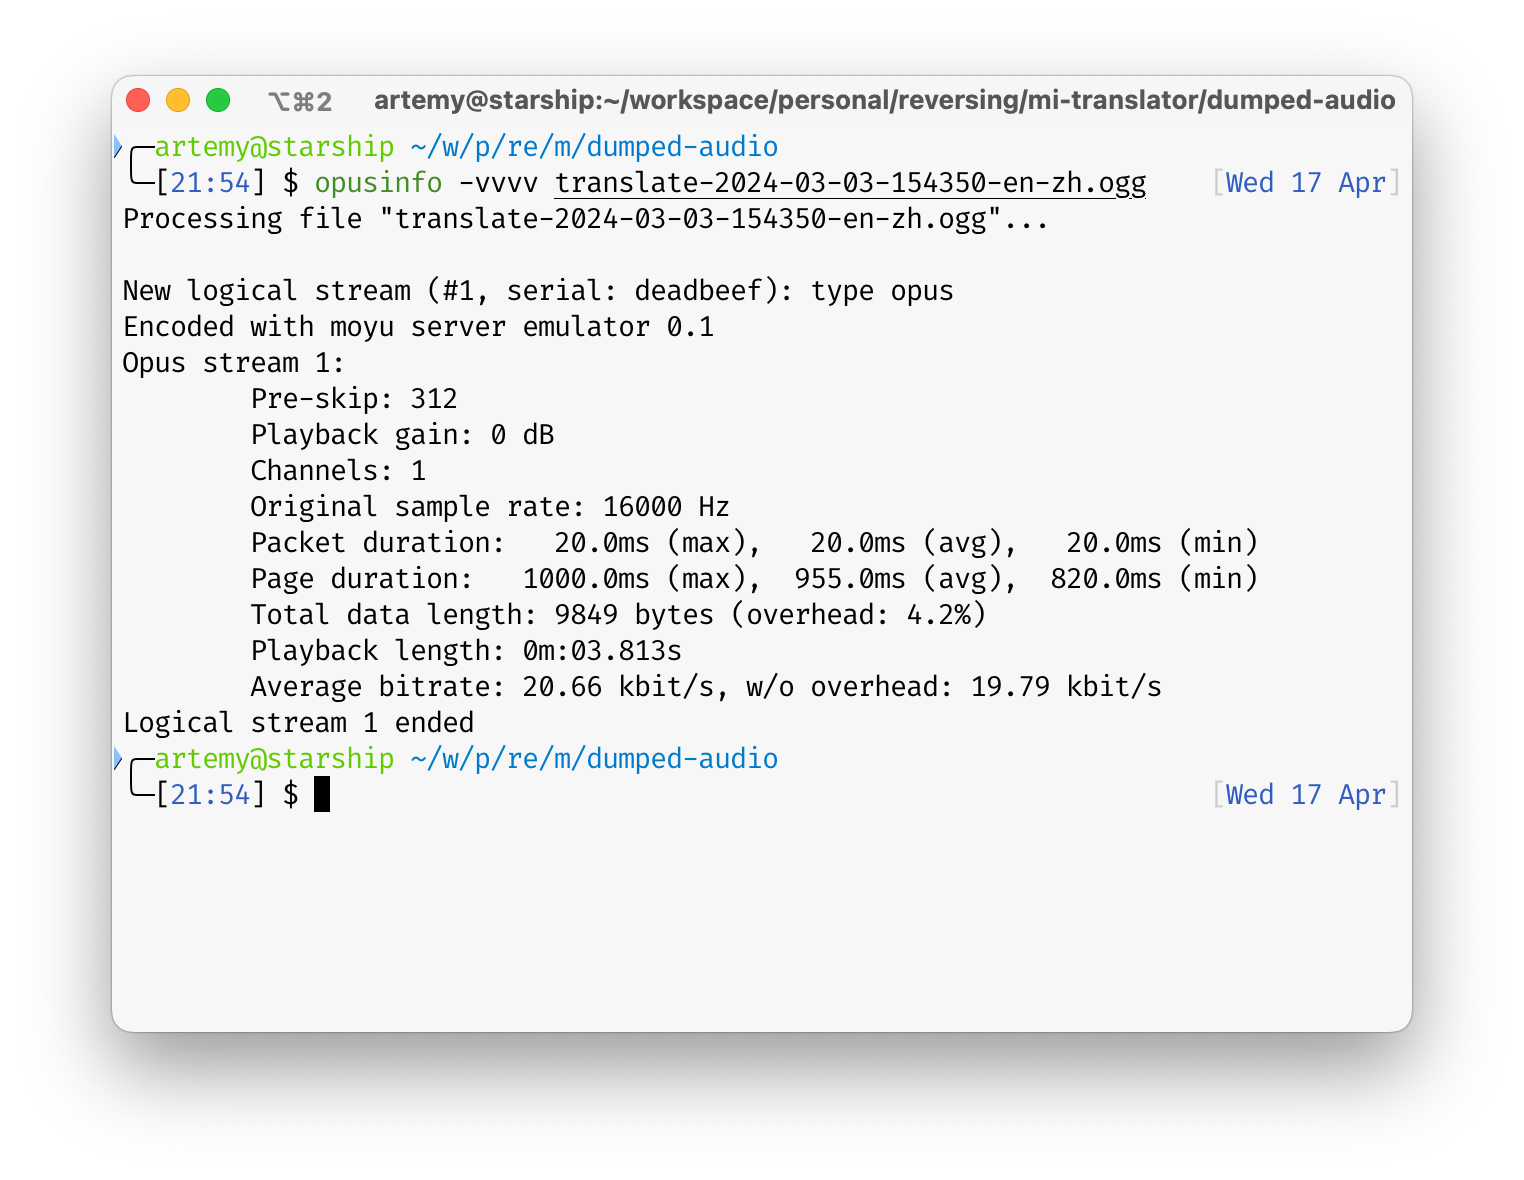 ⌥⌘2 artemy@starship:~/workspace/personal/reversing/mi-translator/dumped-audio
artemy@starship ~/w/p/re/m/dumped-audio
[21:54] $ opusinfo -vvvv translate-2024-03-03-154350-en-zh.ogg [Wed 17 Apr]
Processing file "translate-2024-03-03-154350-en-zh.ogg"...
New logical stream (#1, serial: deadbeef): type opus
Encoded with moyu server emulator 0.1
Opus stream 1:
Pre-skip: 312
Playback gain: 0 dB
Channels: 1
Original sample rate: 16000 Hz
Packet duration:   20.0ms (max),   20.0ms (avg),   20.0ms (min)
Page duration:   1000.0ms (max),  955.0ms (avg),  820.0ms (min)
Total data length: 9849 bytes (overhead: 4.2%)
Playback length: 0m:03.813s
Average bitrate: 20.66 kbit/s, w/o overhead: 19.79 kbit/s
Logical stream 1 ended
artemy@starship ~/w/p/re/m/dumped-audio
[21:54] $ [Wed 17 Apr]